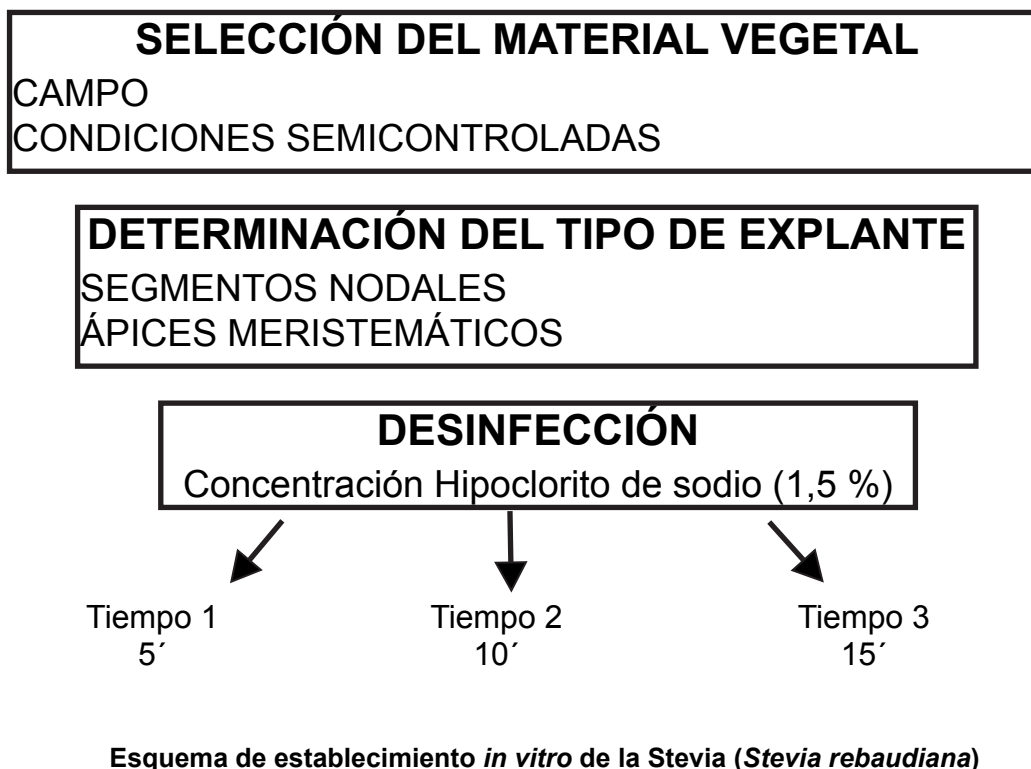 SELECCIÓN DEL MATERIAL VEGETAL
CAMPO
CONDICIONES SEMICONTROLADAS
DETERMINACIÓN DEL TIPO DE EXPLANTE
SEGMENTOS NODALES
ÁPICES MERISTEMÁTICOS
DESINFECCIÓN
Concentración Hipoclorito de sodio (1,5 %)
Tiempo 1 Tiempo 2 Tiempo 3
5´ 10´ 15´
Esquema de establecimiento in vitro de la Stevia (Stevia rebaudiana)